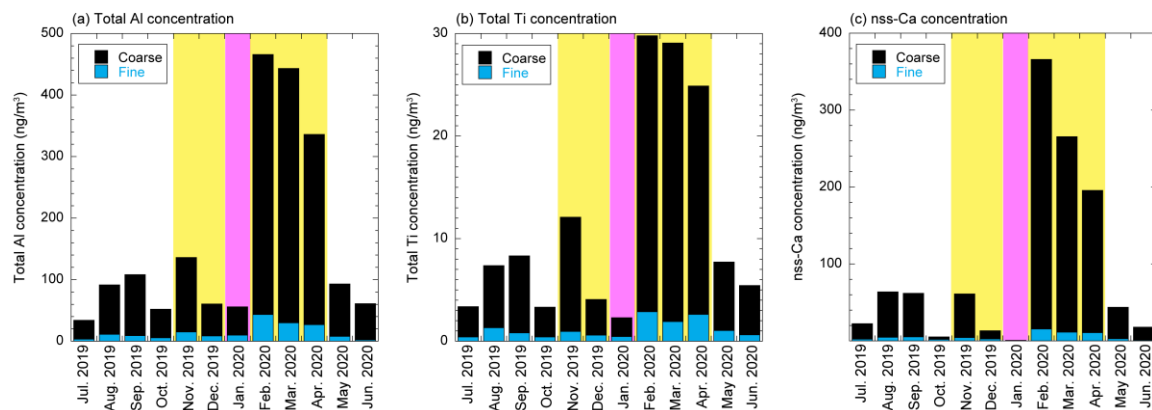 (a) Total Al concentration
500
400
300
200
100
0
Total Al concentration (ng/m³)
Coarse
Fine
Jul. 2019
Aug. 2019
Sep. 2019
Oct. 2019
Nov. 2019
Dec. 2019
Jan. 2020
Feb. 2020
Mar. 2020
Apr. 2020
May 2020
Jun. 2020
(b) Total Ti concentration
30
20
10
0
Total Ti concentration (ng/m³)
Coarse
Fine
Jul. 2019
Aug. 2019
Sep. 2019
Oct. 2019
Nov. 2019
Dec. 2019
Jan. 2020
Feb. 2020
Mar. 2020
Apr. 2020
May 2020
Jun. 2020
(c) nss-Ca concentration
400
300
200
100
nss-Ca concentration (ng/m³)
Coarse
Fine
Jul. 2019
Aug. 2019
Sep. 2019
Oct. 2019
Nov. 2019
Dec. 2019
Jan. 2020
Feb. 2020
Mar. 2020
Apr. 2020
May 2020
Jun. 2020